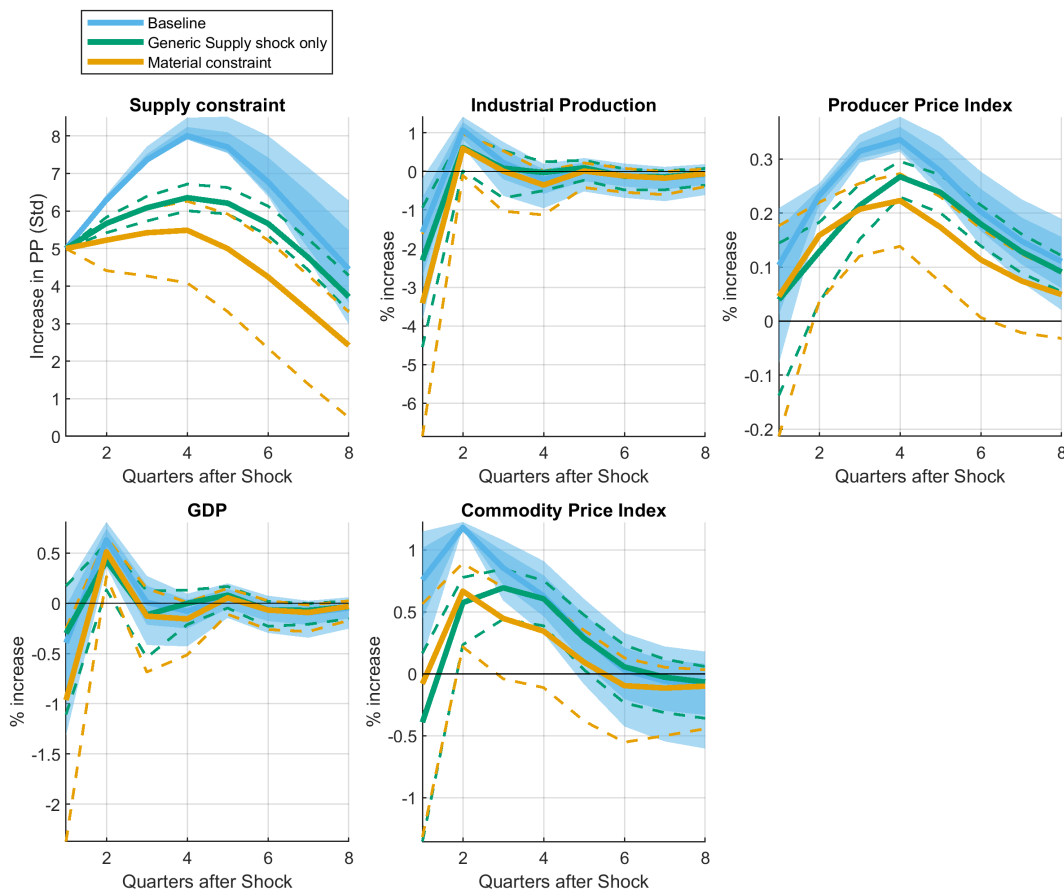 Baseline
Generic Supply shock only
Material constraint
Supply constraint
Increase in PP (Std)
8
7
6
5
4
3
2
1
0
2 4 6 8
Quarters after Shock
Industrial Production
% increase
1
0
-1
-2
-3
-4
-5
-6
2 4 6 8
Quarters after Shock
Producer Price Index
% increase
0.3
0.2
0.1
0
-0.1
-0.2
2 4 6 8
Quarters after Shock
GDP
% increase
0.5
0
-0.5
-1
-1.5
-2
2 4 6 8
Quarters after Shock
Commodity Price Index
% increase
1
0.5
0
-0.5
-1
2 4 6 8
Quarters after Shock